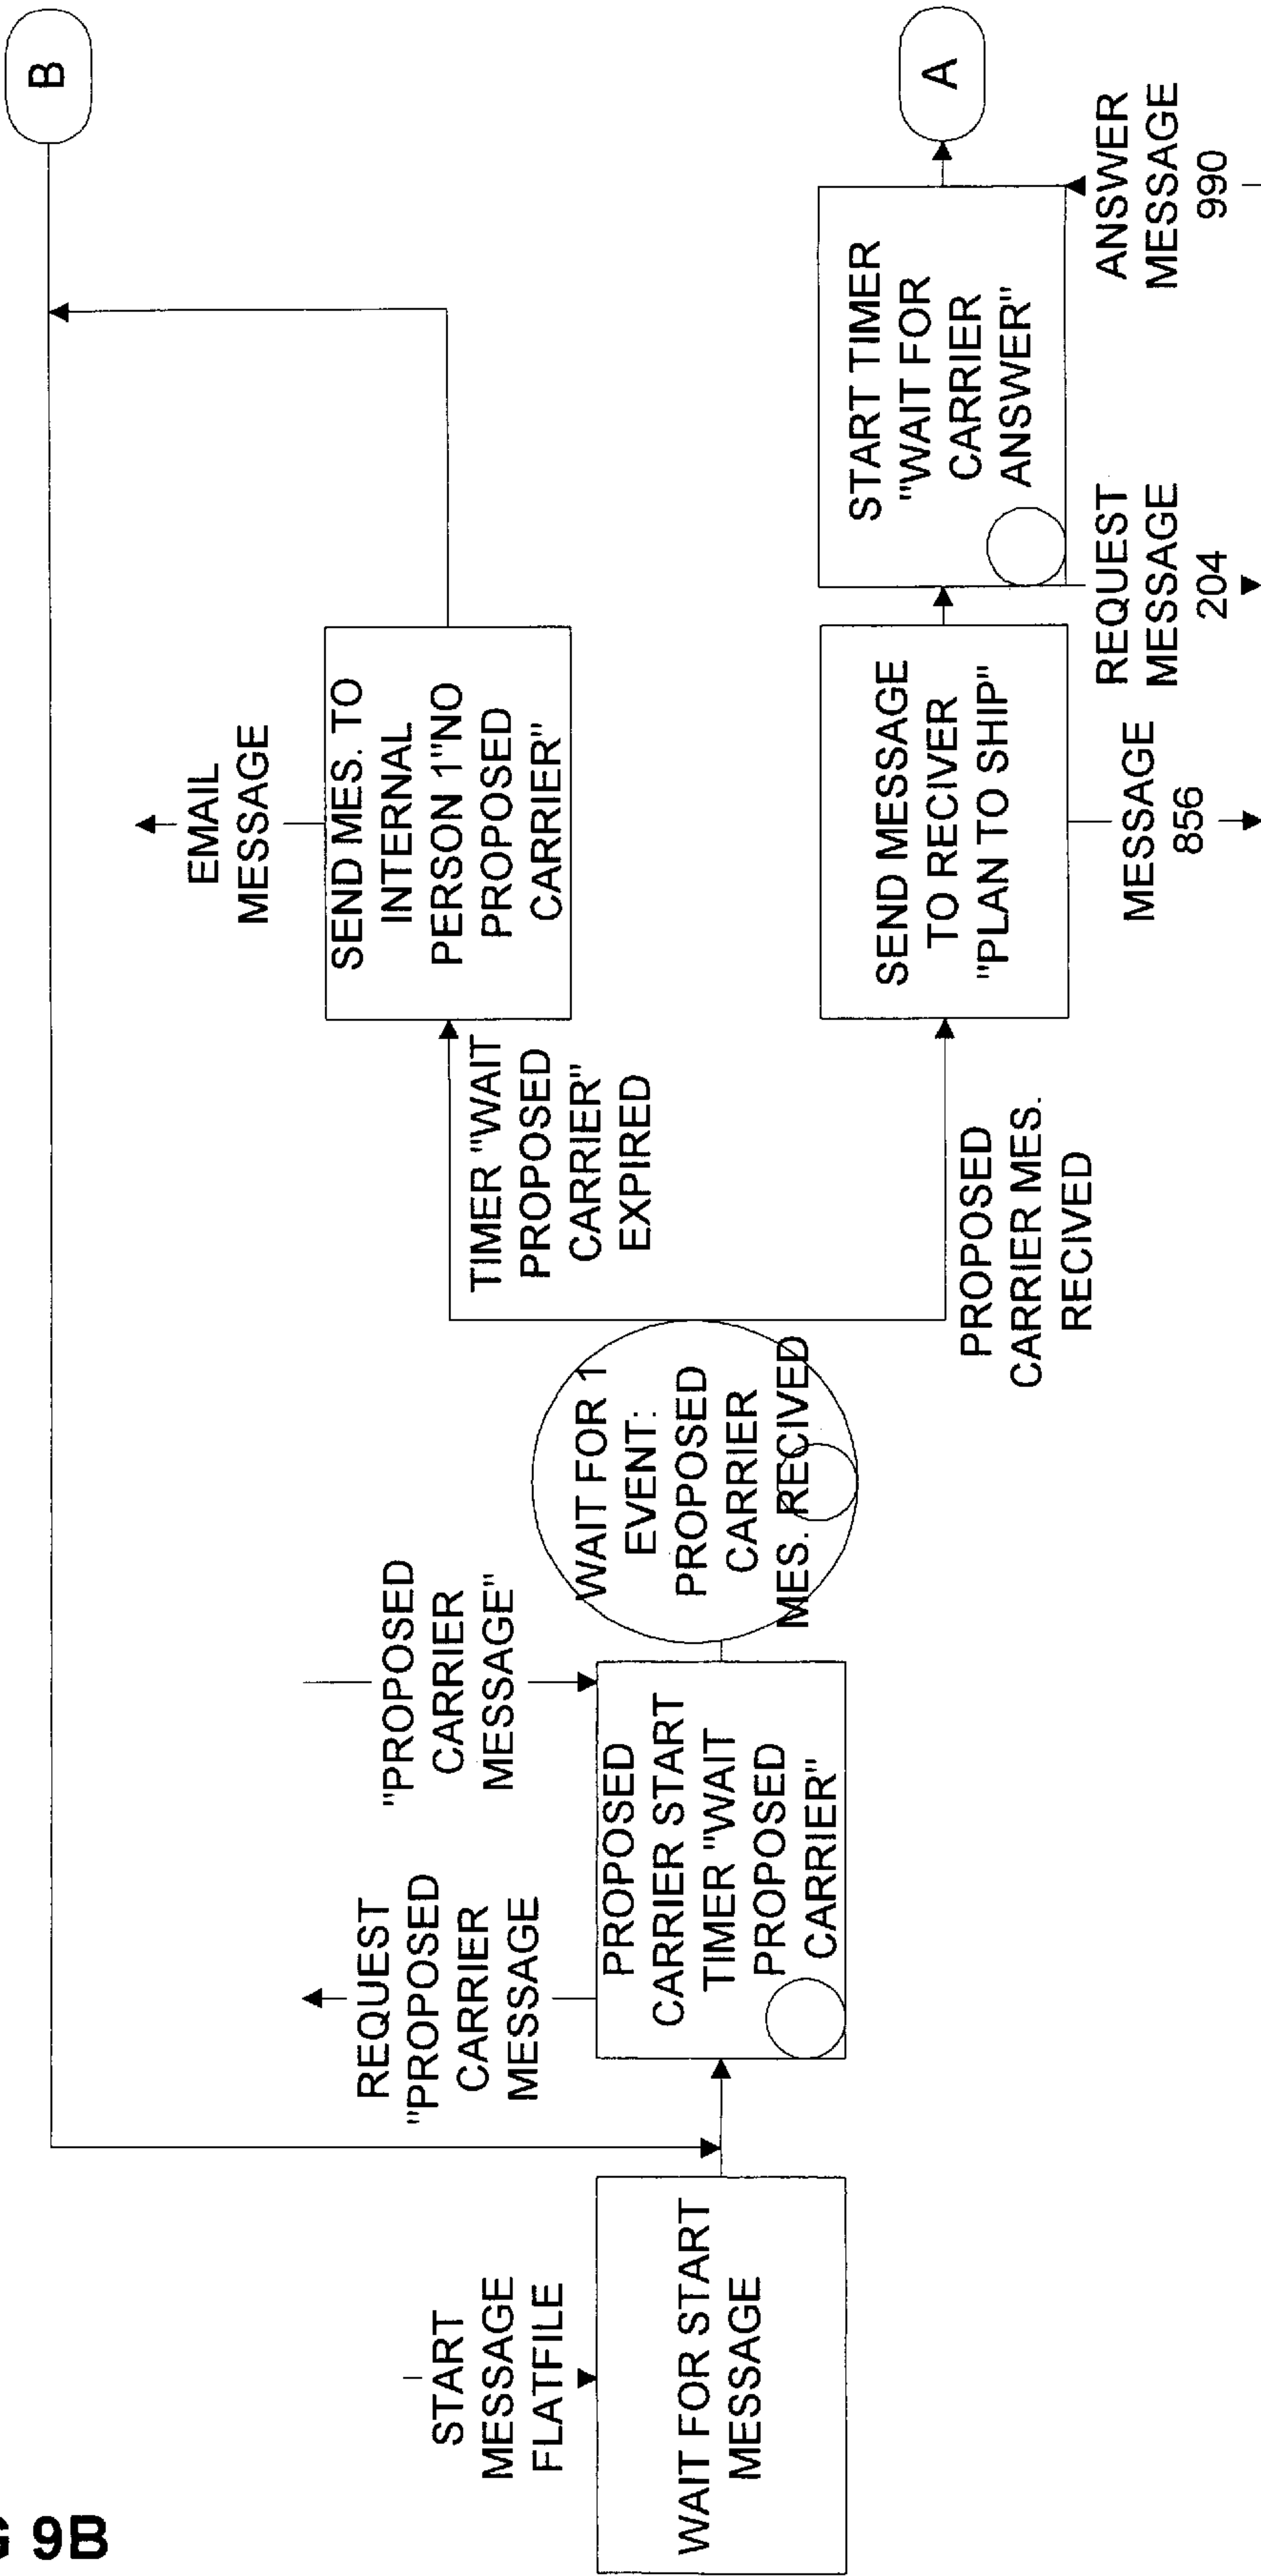 G 9B
START
MESSAGE
FLATFILE
WAIT FOR START
MESSAGE
REQUEST
"PROPOSED
CARRIER
MESSAGE
"PROPOSED
CARRIER
MESSAGE"
PROPOSED
CARRIER START
TIMER "WAIT
PROPOSED
CARRIER"
WAIT FOR 1
EVENT:
PROPOSED
CARRIER
MES. RECIVED
TIMER "WAIT
PROPOSED
CARRIER"
EXPIRED
PROPOSED
CARRIER MES.
RECIVED
EMAIL
MESSAGE
SEND MES. TO
INTERNAL
PERSON 1"NO
PROPOSED
CARRIER"
B
SEND MESSAGE
TO RECIVER
"PLAN TO SHIP"
MESSAGE
856
START TIMER
"WAIT FOR
CARRIER
ANSWER"
REQUEST
MESSAGE
204
ANSWER
MESSAGE
990
A